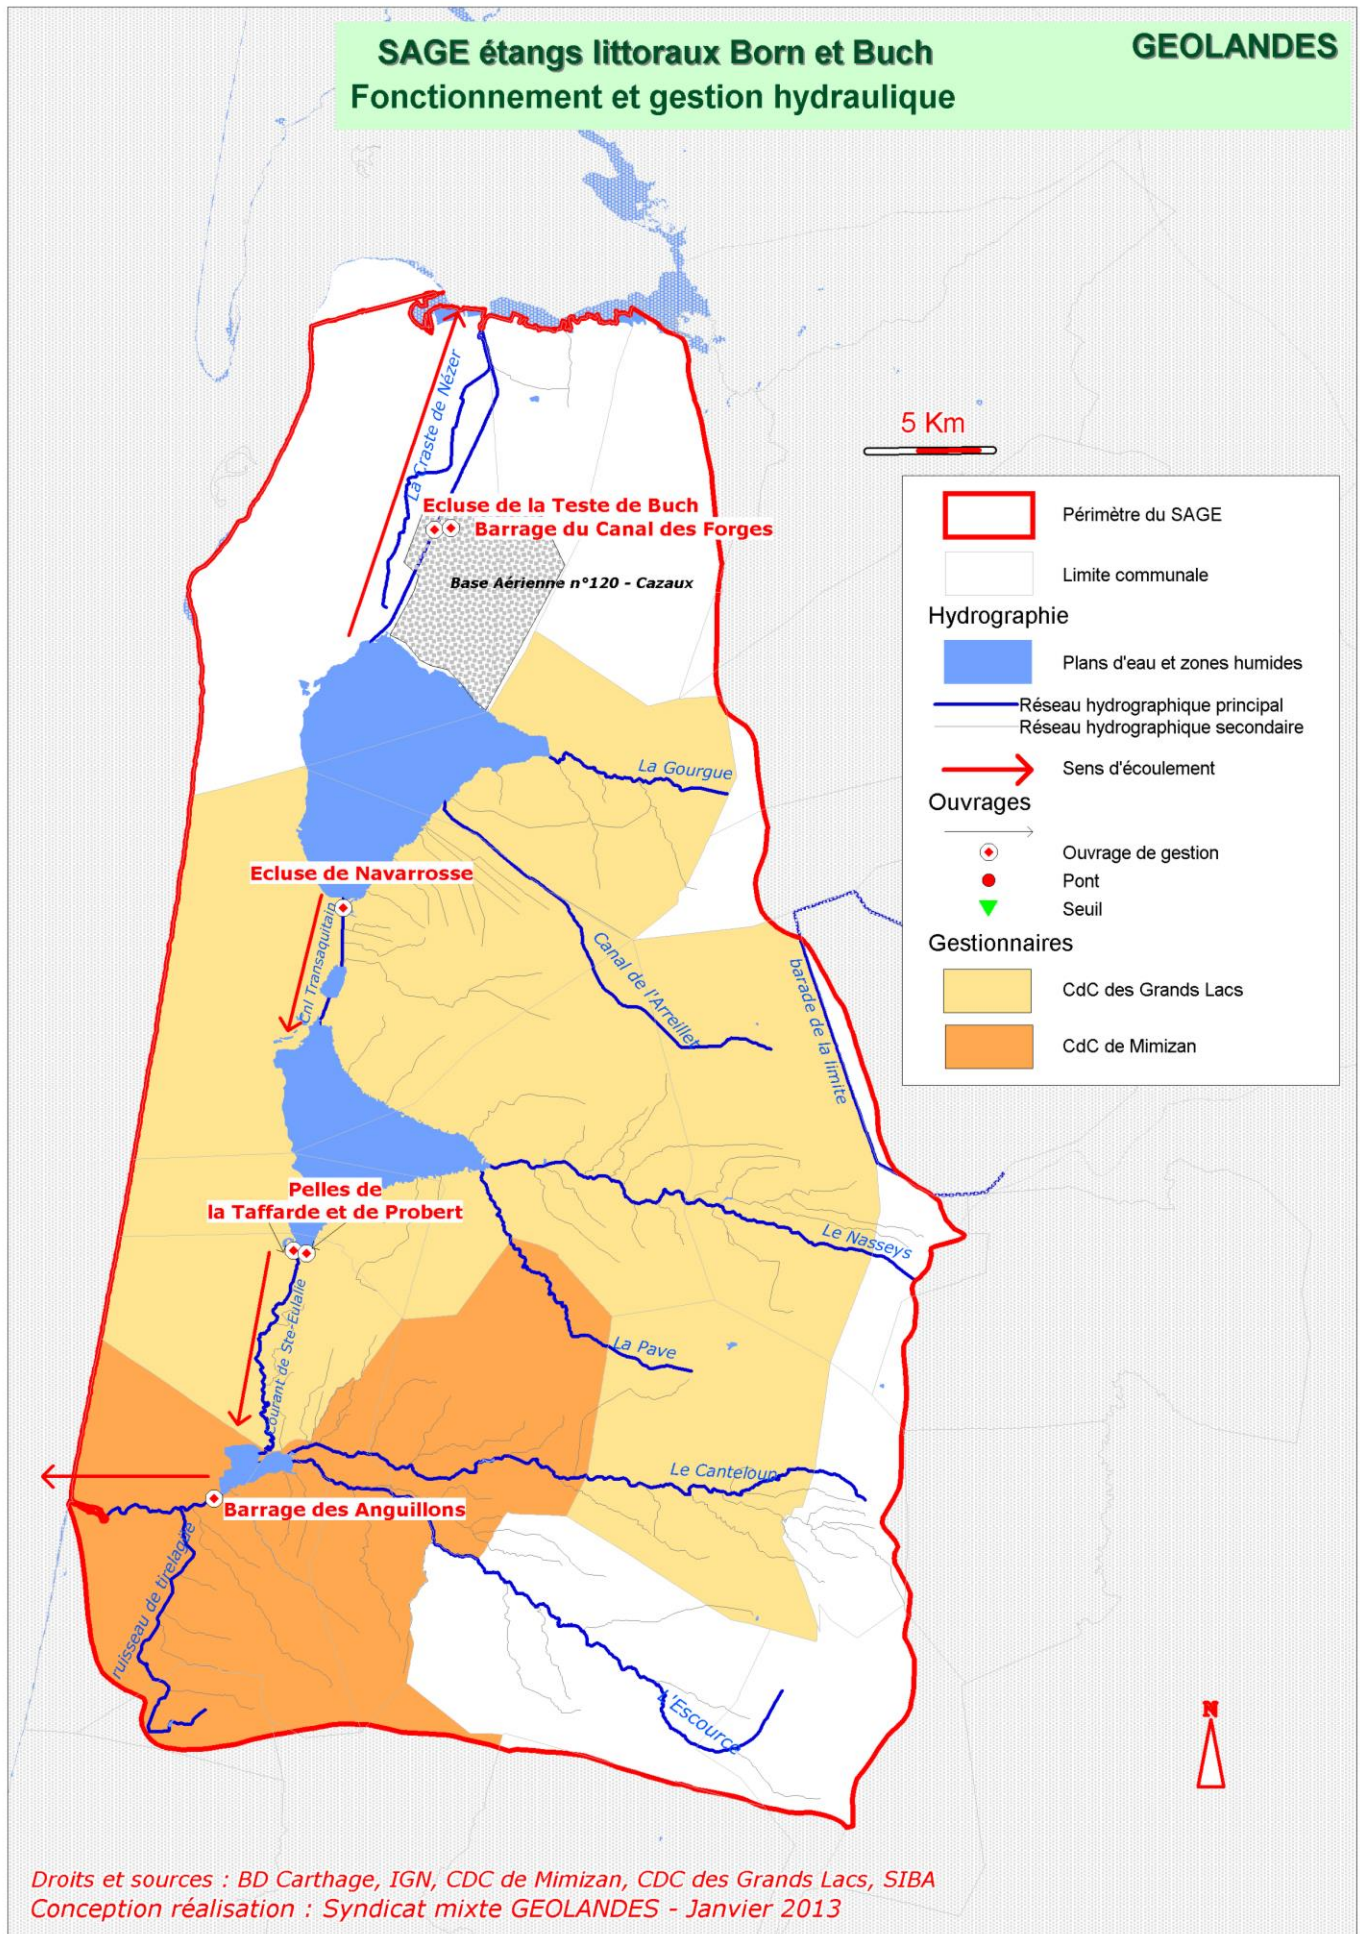 SAGE étangs littoraux Born et Buch
GEOLANDES
Fonctionnement et gestion hydraulique
La Craste de Nézer
5 Km
Ecluse de la Teste de Buch
Barrage du Canal des Forges
Base Aérienne n°120 - Cazaux
Périmètre du SAGE
Limite communale
Hydrographie
Plans d'eau et zones humides
Réseau hydrographique principal
Réseau hydrographique secondaire
Sens d'écoulement
Ouvrages
Ouvrage de gestion
Pont
Seuil
Gestionnaires
CdC des Grands Lacs
CdC de Mimizan
La Gourgue
Ecluse de Navarrosse
Cnl Transaquitain
Canal de l'Arreillet
barade de la limite
Pelles de
la Taffarde et de Probert
Le Nasseys
Courant de Ste-Eulalie
La Pave
Le Canteloup
Barrage des Anguillons
ruisseau de tirelagüe
L'Escource
N
Droits et sources : BD Carthage, IGN, CDC de Mimizan, CDC des Grands Lacs, SIBA
Conception réalisation : Syndicat mixte GEOLANDES - Janvier 2013